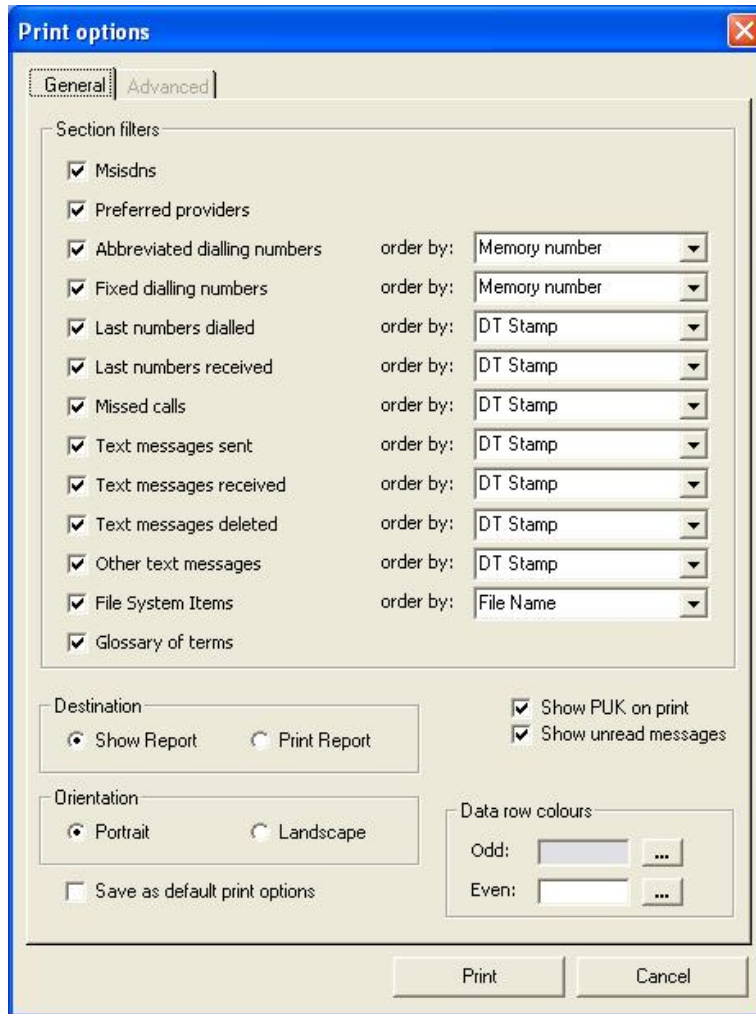 Print options
General Advanced
Section filters
Msisdns
Preferred providers
Abbreviated dialling numbers order by: Memory number
Fixed dialling numbers order by: Memory number
Last numbers dialled order by: DT Stamp
Last numbers received order by: DT Stamp
Missed calls order by: DT Stamp
Text messages sent order by: DT Stamp
Text messages received order by: DT Stamp
Text messages deleted order by: DT Stamp
Other text messages order by: DT Stamp
File System Items order by: File Name
Glossary of terms
Destination
Show Report Print Report
Show PUK on print
Show unread messages
Orientation
Portrait Landscape
Data row colours
Odd: ...
Even: ...
Save as default print options
Print Cancel